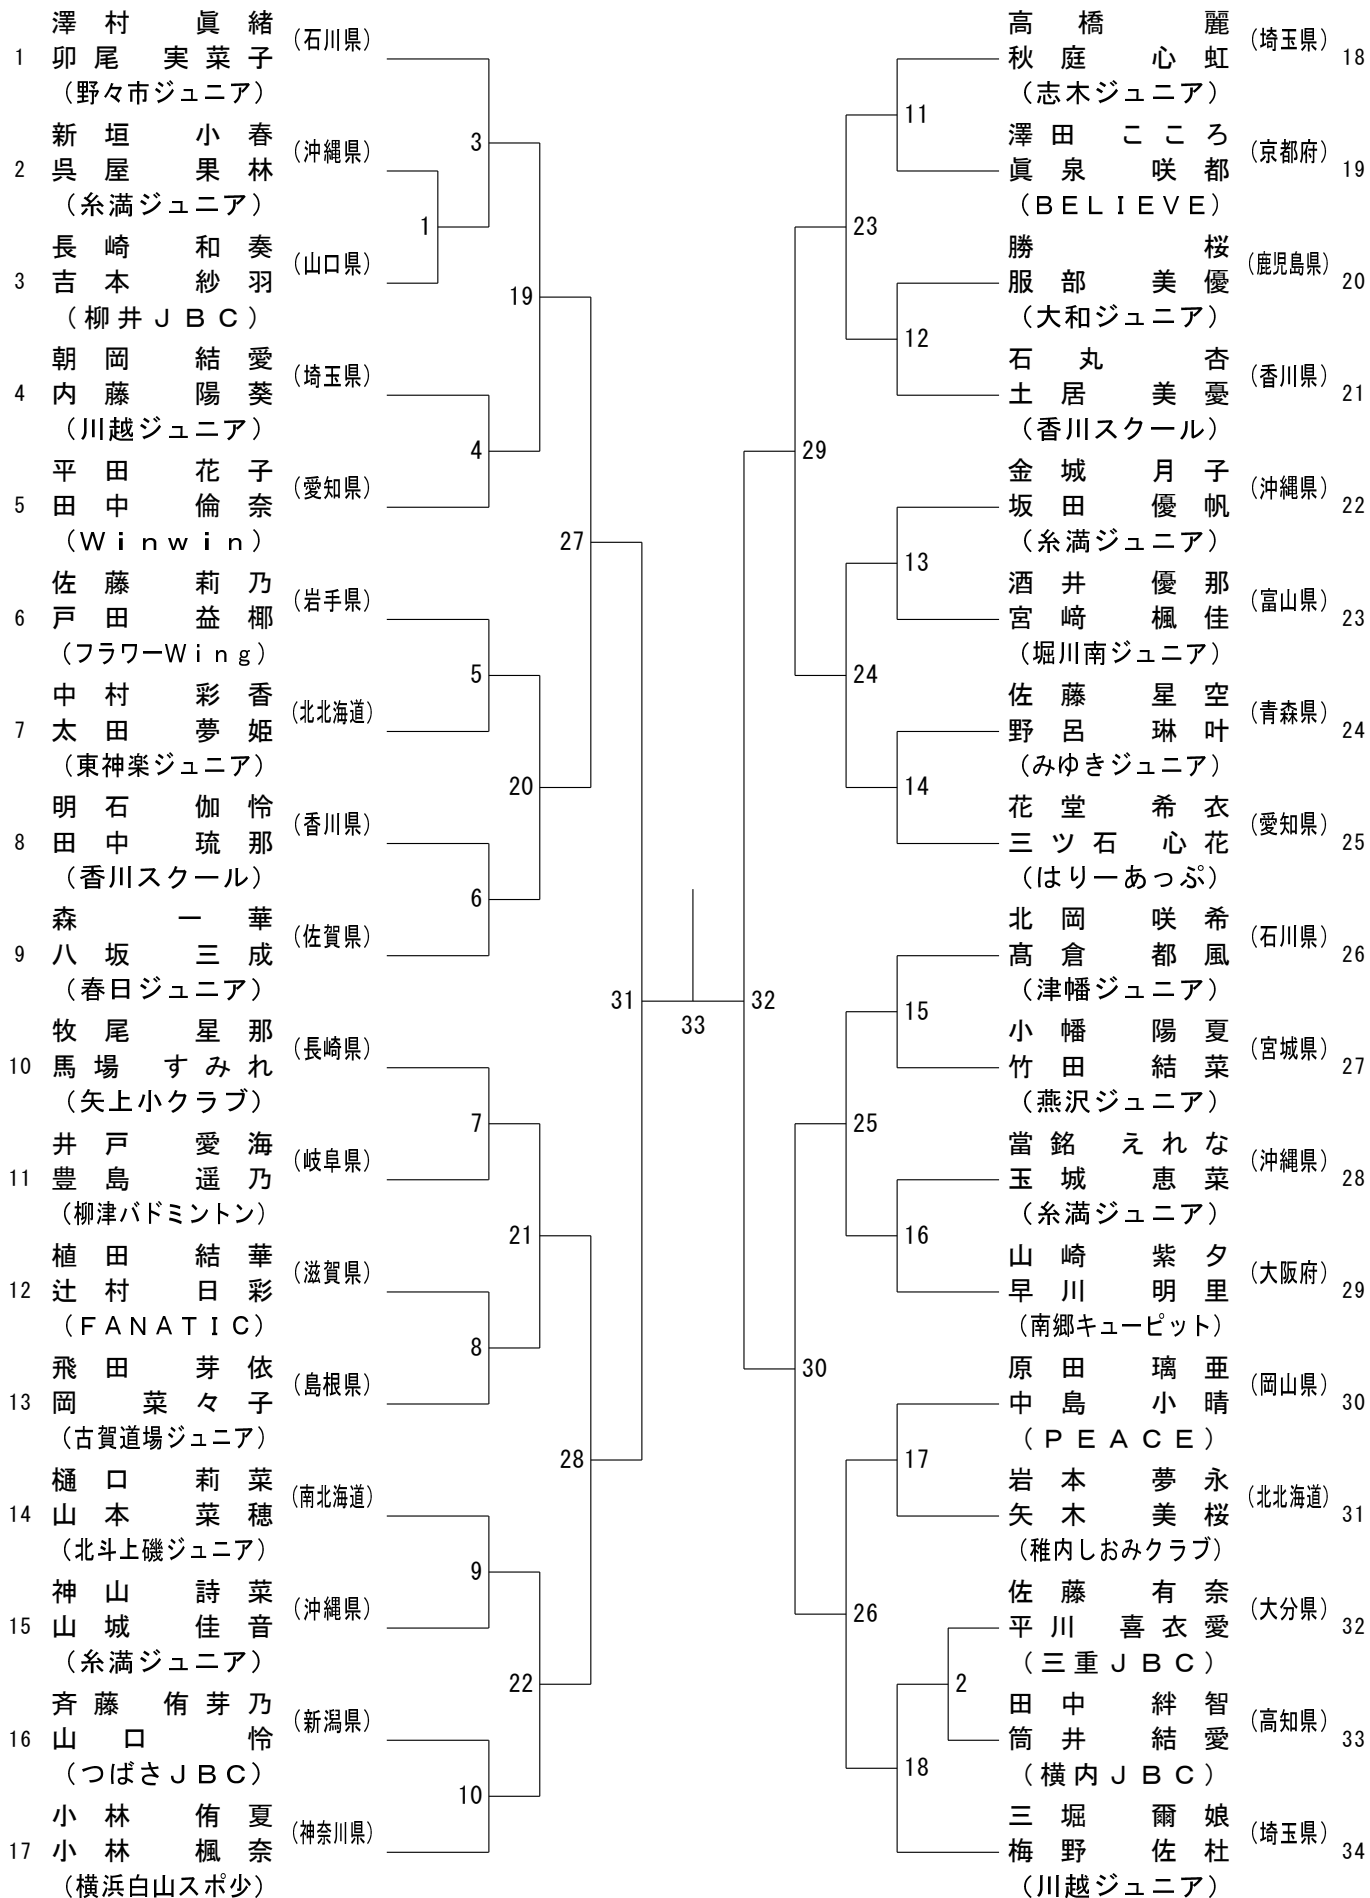 澤村 眞緒 (石川県)
1 卯尾 実菜子
(野々市ジュニア)
新垣 小春 (沖縄県)
2 呉屋 果林
(糸満ジュニア)
長崎 和奏 (山口県)
3 吉本 紗羽
(柳井JBC)
朝岡 結愛 (埼玉県)
4 内藤 陽葵
(川越ジュニア)
平田 花子 (愛知県)
5 田中 倫奈
(Winwin)
佐藤 莉乃 (岩手県)
6 戸田 益椰
(フラワーWing)
中村 彩香 (北北海道)
7 太田 夢姫
(東神楽ジュニア)
明石 伽怜 (香川県)
8 田中 琉那
(香川スクール)
森 一華 (佐賀県)
9 八坂 三成
(春日ジュニア)
牧尾 星那 (長崎県)
10 馬場 すみれ
(矢上小クラブ)
井戸 愛海 (岐阜県)
11 豊島 遥乃
(柳津バドミントン)
植田 結華 (滋賀県)
12 辻村 日彩
(FANATIC)
飛田 芽依 (島根県)
13 岡 菜々子
(古賀道場ジュニア)
樋口 莉菜 (南北海道)
14 山本 菜穂
(北斗上磯ジュニア)
神山 詩菜 (沖縄県)
15 山城 佳音
(糸満ジュニア)
斉藤 侑芽乃 (新潟県)
16 山口 怜
(つばさJBC)
小林 侑夏 (神奈川県)
17 小林 楓奈
(横浜白山スポ少)
3
1
19
4
27
5
20
6
31
7
21
8
28
9
22
10
33
32
11
23
12
29
13
24
14
15
25
16
30
17
26
2
18
高橋 麗 (埼玉県)
秋庭 心虹 18
(志木ジュニア)
澤田 こころ (京都府)
眞泉 咲都 19
(BELIEVE)
勝 桜 (鹿児島県)
服部 美優 20
(大和ジュニア)
石丸 杏 (香川県)
土居 美憂 21
(香川スクール)
金城 月子 (沖縄県)
坂田 優帆 22
(糸満ジュニア)
酒井 優那 (富山県)
宮﨑 楓佳 23
(堀川南ジュニア)
佐藤 星空 (青森県)
野呂 琳叶 24
(みゆきジュニア)
花堂 希衣 (愛知県)
三ツ石 心花 25
(はりーあっぷ)
北岡 咲希 (石川県)
髙倉 都風 26
(津幡ジュニア)
小幡 陽夏 (宮城県)
竹田 結菜 27
(燕沢ジュニア)
當銘 えれな (沖縄県)
玉城 恵菜 28
(糸満ジュニア)
山崎 紫夕 (大阪府)
早川 明里 29
(南郷キューピット)
原田 璃亜 (岡山県)
中島 小晴 30
(PEACE)
岩本 夢永 (北北海道)
矢木 美桜 31
(稚内しおみクラブ)
佐藤 有奈 (大分県)
平川 喜衣愛 32
(三重JBC)
田中 絆智 (高知県)
筒井 結愛 33
(横内JBC)
三堀 爾娘 (埼玉県)
梅野 佐杜 34
(川越ジュニア)